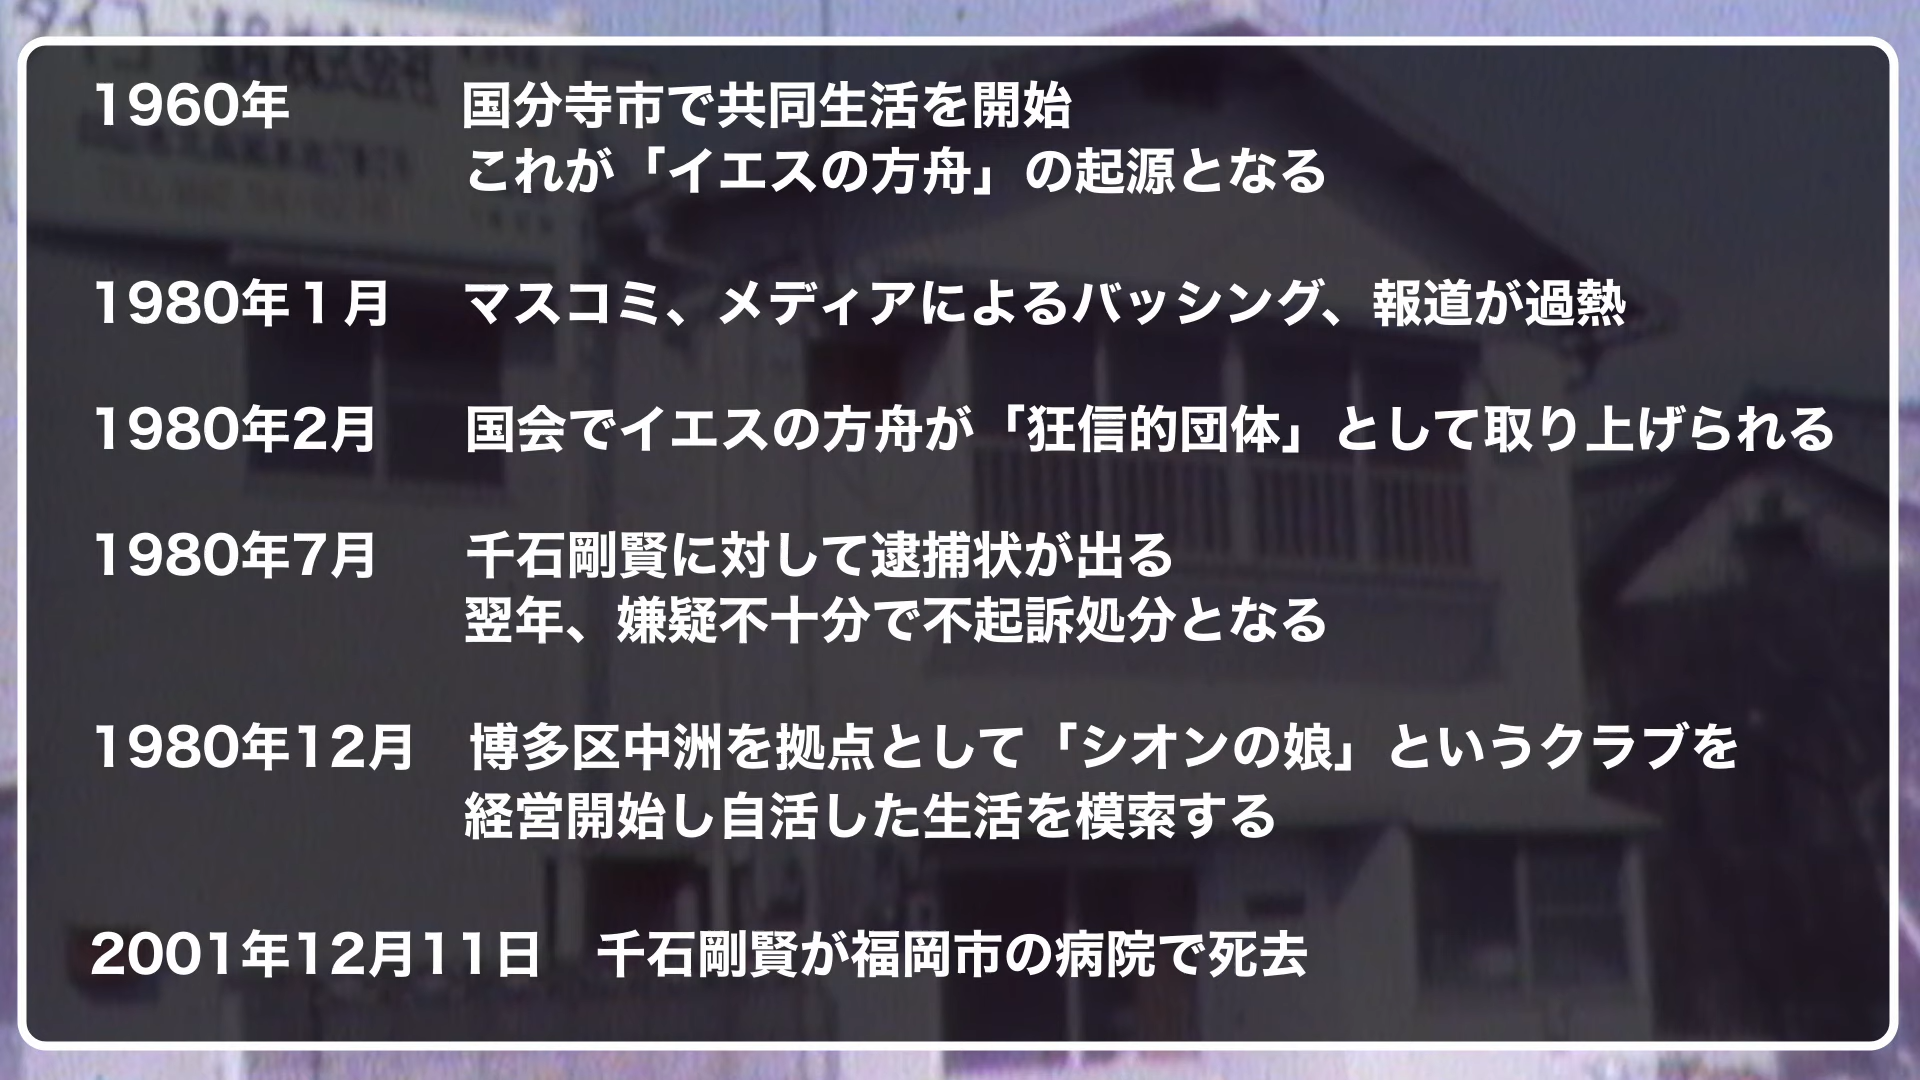 1960年 国分寺市で共同生活を開始
これが「イエスの方舟」の起源となる
1980年１月 マスコミ、メディアによるバッシング、報道が過熱
1980年2月 国会でイエスの方舟が「狂信的団体」として取り上げられる
1980年7月 千石剛賢に対して逮捕状が出る
翌年、嫌疑不十分で不起訴処分となる
1980年12月 博多区中洲を拠点として「シオンの娘」というクラブを
経営開始し自活した生活を模索する
2001年12月11日 千石剛賢が福岡市の病院で死去